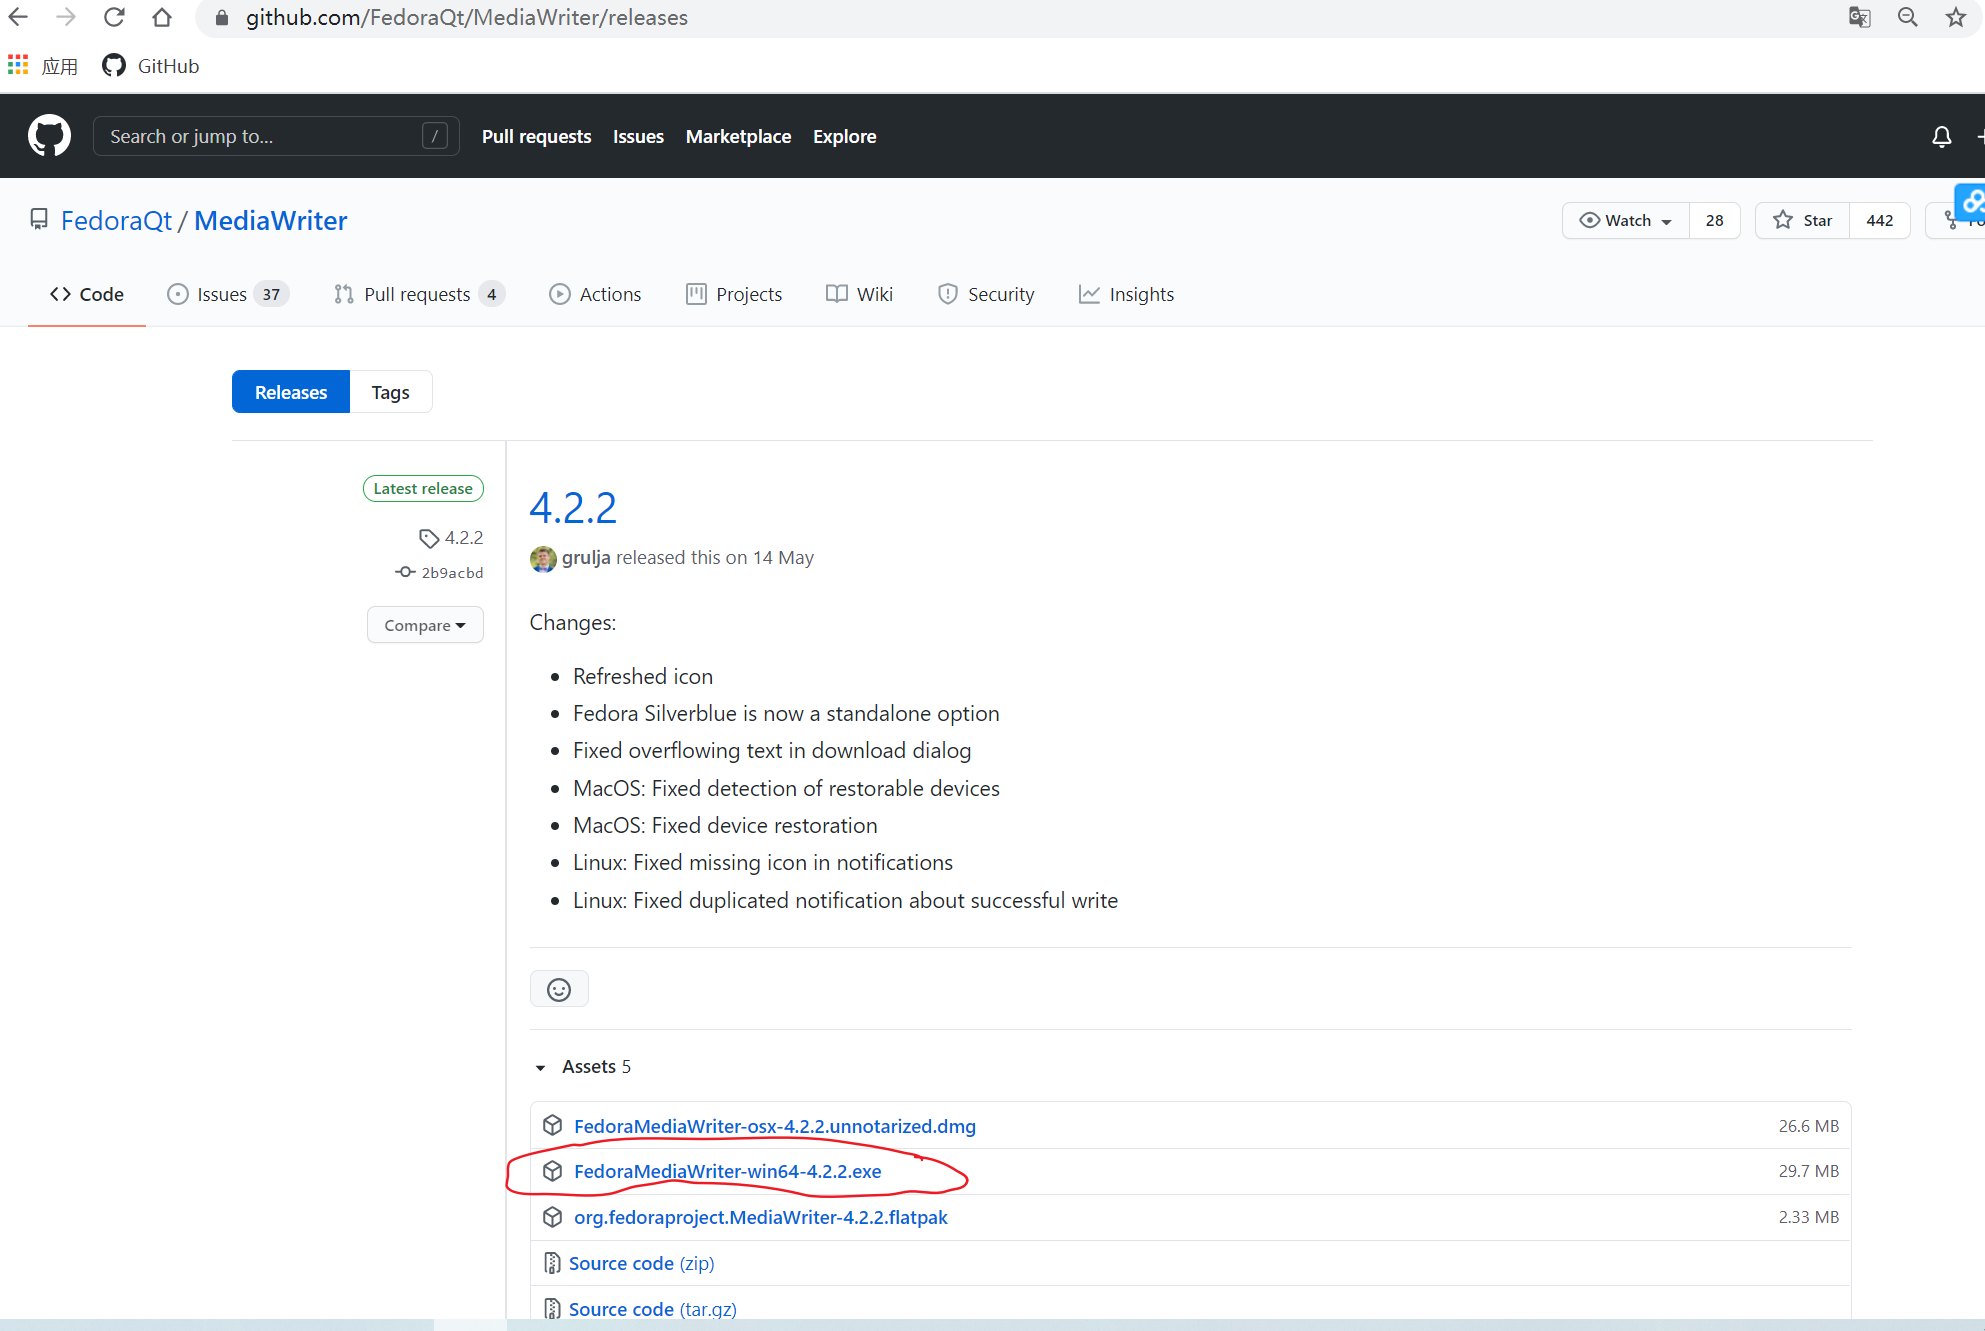 github.com/FedoraQt/MediaWriter/releases
应用 GitHub
Search or jump to... / Pull requests Issues Marketplace Explore
FedoraQt / MediaWriter Watch 28 Star 442
Code Issues 37 Pull requests 4 Actions Projects Wiki Security Insights
Releases Tags
Latest release
4.2.2
2b9acbd
Compare
4.2.2
grulja released this on 14 May
Changes:
Refreshed icon
Fedora Silverblue is now a standalone option
Fixed overflowing text in download dialog
MacOS: Fixed detection of restorable devices
MacOS: Fixed device restoration
Linux: Fixed missing icon in notifications
Linux: Fixed duplicated notification about successful write
Assets 5
FedoraMediaWriter-osx-4.2.2.unnotarized.dmg 26.6 MB
FedoraMediaWriter-win64-4.2.2.exe 29.7 MB
org.fedoraproject.MediaWriter-4.2.2.flatpak 2.33 MB
Source code (zip)
Source code (tar.gz)